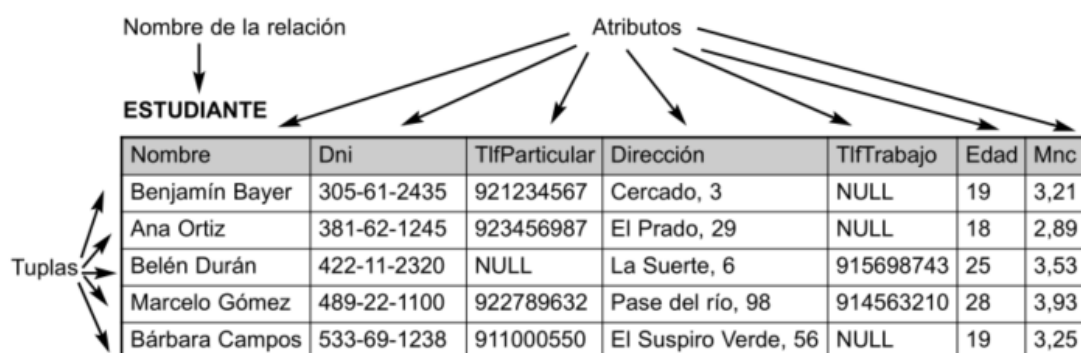 Nombre de la relación Atributos
ESTUDIANTE
Nombre Dni TlfParticular Dirección TlfTrabajo Edad Mnc
Benjamín Bayer 305-61-2435 921234567 Cercado, 3 NULL 19 3,21
Ana Ortiz 381-62-1245 923456987 El Prado, 29 NULL 18 2,89
Tuplas Belén Durán 422-11-2320 NULL La Suerte, 6 915698743 25 3,53
Marcelo Gómez 489-22-1100 922789632 Pase del río, 98 914563210 28 3,93
Bárbara Campos 533-69-1238 911000550 El Suspiro Verde, 56 NULL 19 3,25